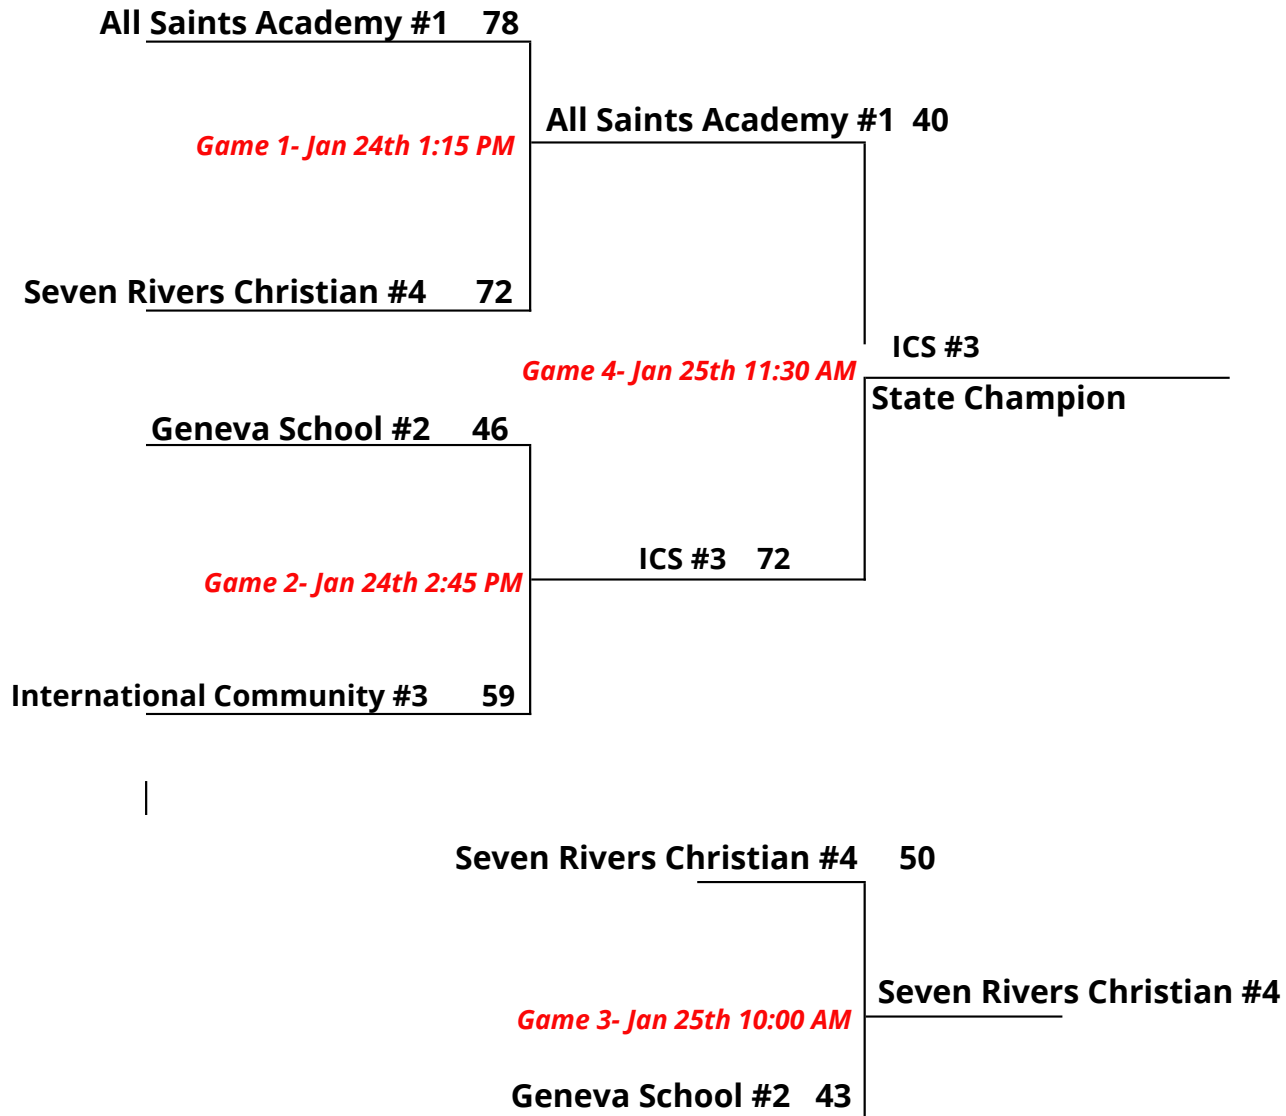 All Saints Academy #1 78
All Saints Academy #1 40
Game 1- Jan 24th 1:15 PM
Seven Rivers Christian #4 72
ICS #3
Game 4- Jan 25th 11:30 AM
State Champion
Geneva School #2 46
ICS #3 72
Game 2- Jan 24th 2:45 PM
International Community #3 59
Seven Rivers Christian #4 50
Seven Rivers Christian #4
Game 3- Jan 25th 10:00 AM
Geneva School #2 43